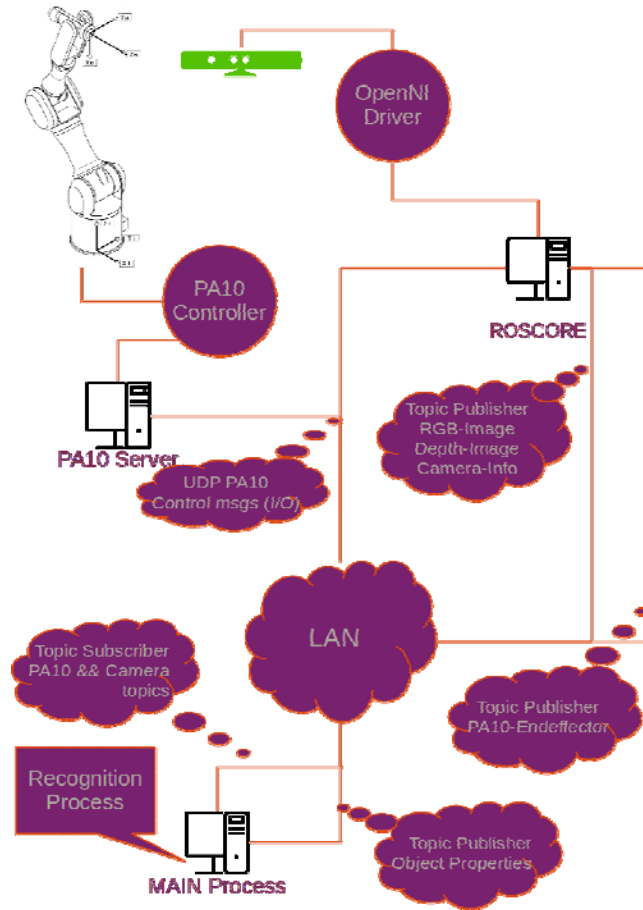 OpenNI
Driver
PA10
Controller
ROSCORE
PA10 Server
Topic Publisher
RGB-Image
Depth-Image
Camera-Info
UDP PA10
Control msgs (I/O)
LAN
Topic Subscriber
PA10 && Camera
topics
Topic Publisher
PA10-Endeffector
Recognition
Process
MAIN Process
Topic Publisher
Object Properties